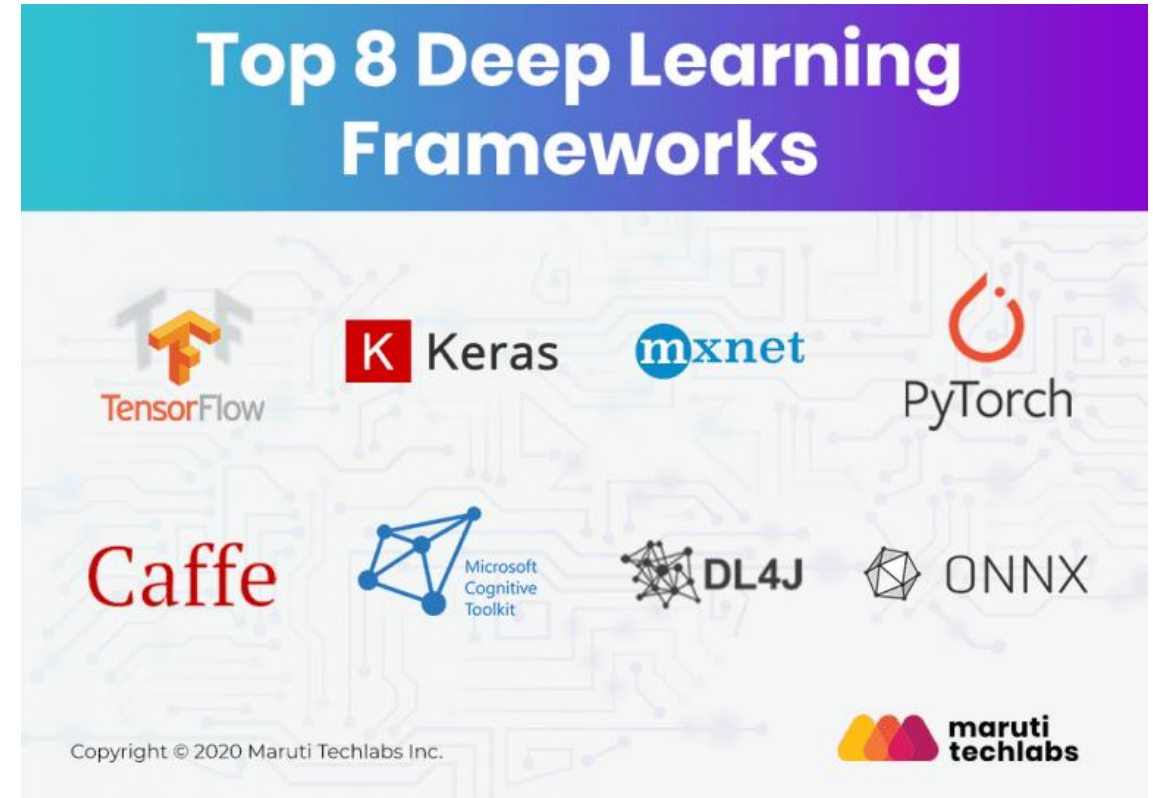 Top 8 Deep Learning
Frameworks
TensorFlow
K Keras
mxnet
PyTorch
Caffe
Microsoft
Cognitive
Toolkit
DL4J
ONNX
Copyright © 2020 Maruti Techlabs Inc.
maruti
techlabs